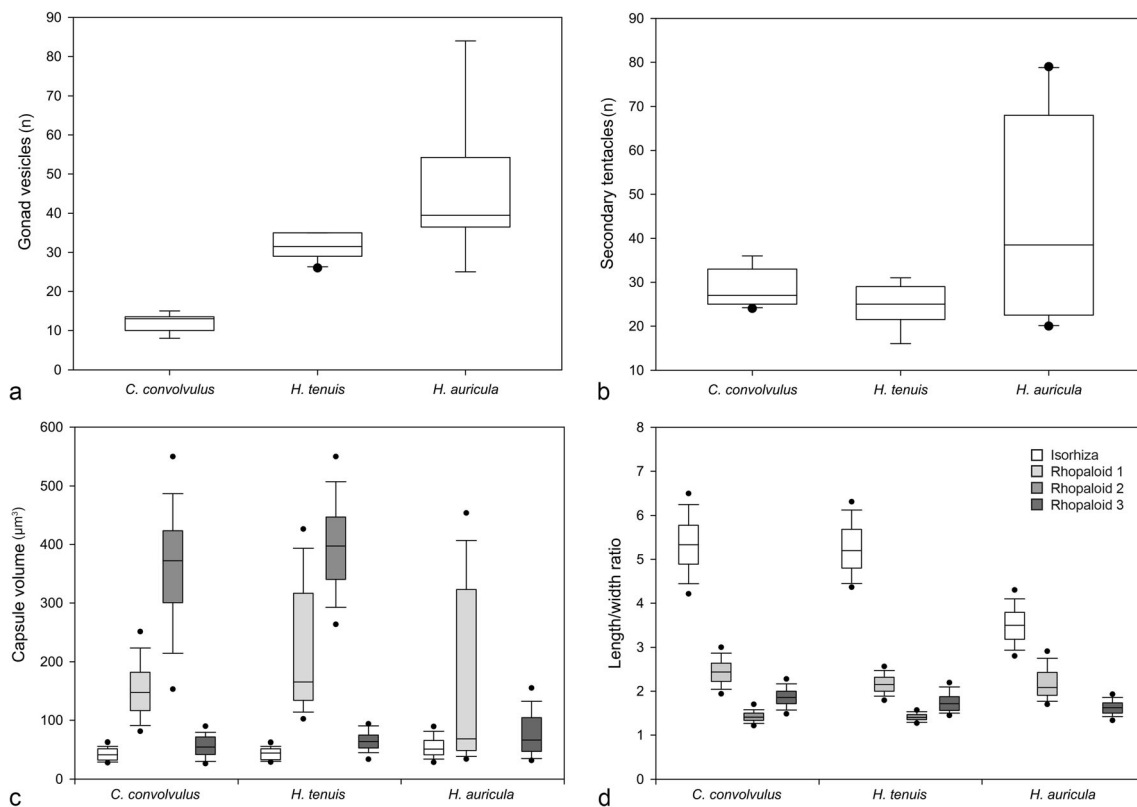 Gonad vesicles (n)
90
80
70
60
50
40
30
20
10
0
C. convolvulus H. tenuis H. auricula
a
Secondary tentacles (n)
90
80
70
60
50
40
30
20
10
C. convolvulus H. tenuis H. auricula
b
Capsule volume (µm³)
600
500
400
300
200
100
0
C. convolvulus H. tenuis H. auricula
c
Length/width ratio
8
7
6
5
4
3
2
1
0
Isorhiza
Rhopaloid 1
Rhopaloid 2
Rhopaloid 3
C. convolvulus H. tenuis H. auricula
d